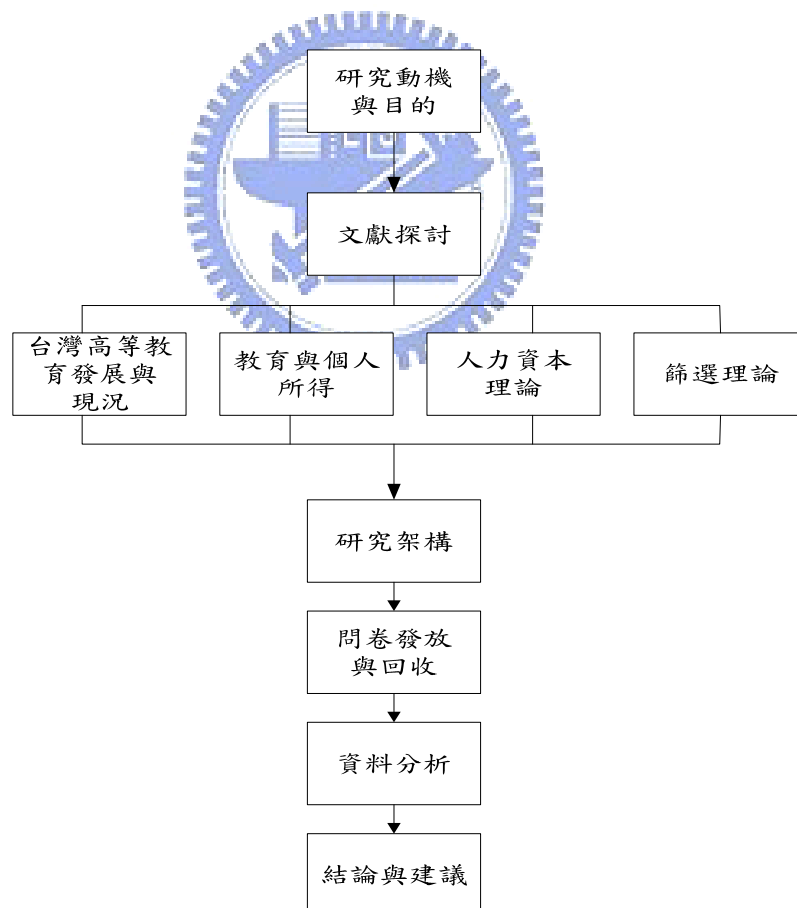 研究動機
與目的
文獻探討
台灣高等教
育發展與
現況
教育與個人
所得
人力資本
理論
篩選理論
研究架構
問卷發放
與回收
資料分析
結論與建議